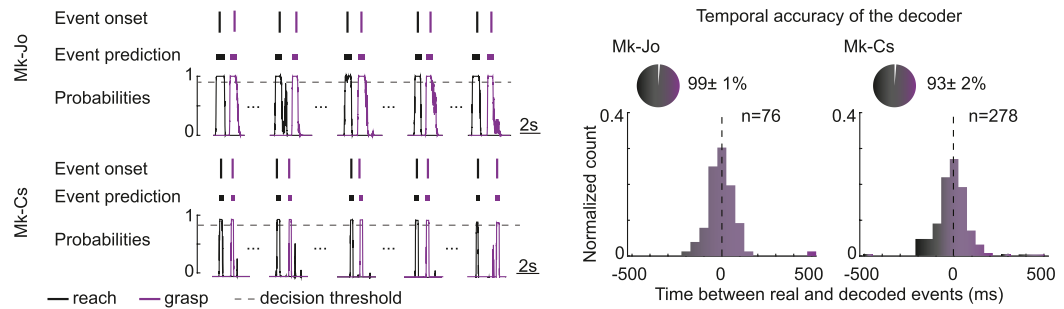 Mk-Jo
Event onset
Event prediction
Probabilities
1
0
... ... ... ...
2s
Mk-Cs
Event onset
Event prediction
Probabilities
1
0
... ... ... ...
2s
reach grasp decision threshold
Temporal accuracy of the decoder
Mk-Jo
99± 1%
n=76
Normalized count
0.4
0
-500 0 500
Mk-Cs
93± 2%
n=278
0.4
0
-500 0 500
Time between real and decoded events (ms)